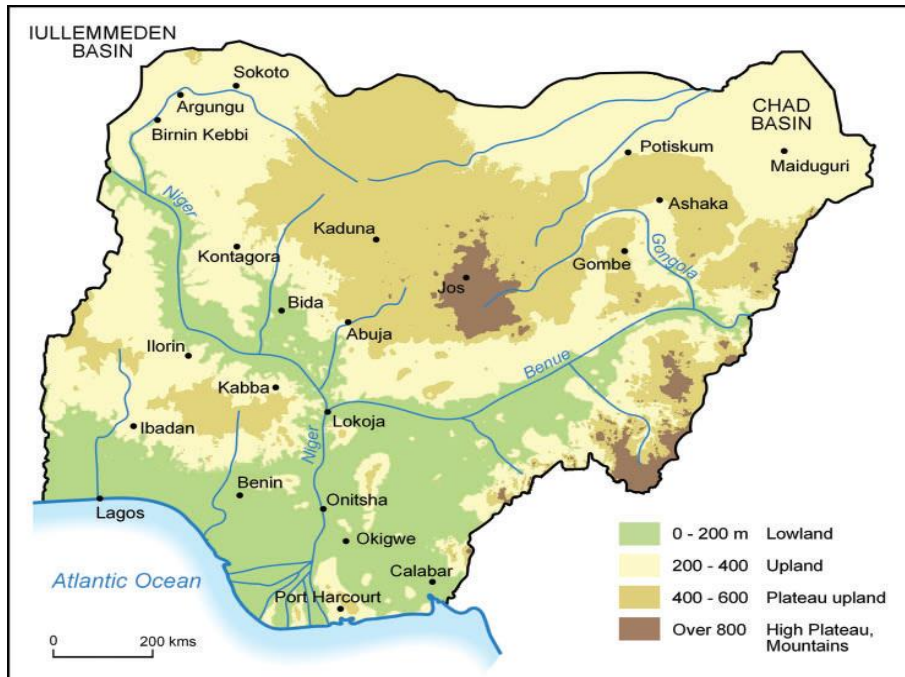 IULLEMMEDEN
BASIN
Sokoto
Argungu
Birnin Kebbi
CHAD
BASIN
Potiskum
Maiduguri
Niger
Ashaka
Kaduna
Kontagora
Gombe
Gongola
Jos
Bida
Abuja
Ilorin
Benue
Kabba
Lokoja
Ibadan
Niger
Benin
Onitsha
Lagos
Okigwe
Atlantic Ocean
Calabar
Port Harcourt
0 - 200 m Lowland
200 - 400 Upland
400 - 600 Plateau upland
Over 800 High Plateau,
Mountains
0 200 kms